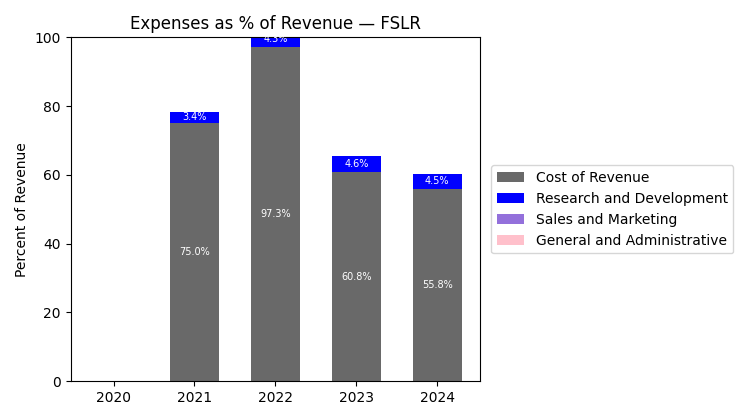 Expenses as % of Revenue — FSLR
Percent of Revenue
100
80
60
40
20
0
3.4%
75.0%
4.3%
97.3%
4.6%
60.8%
4.5%
55.8%
2020 2021 2022 2023 2024
Cost of Revenue
Research and Development
Sales and Marketing
General and Administrative